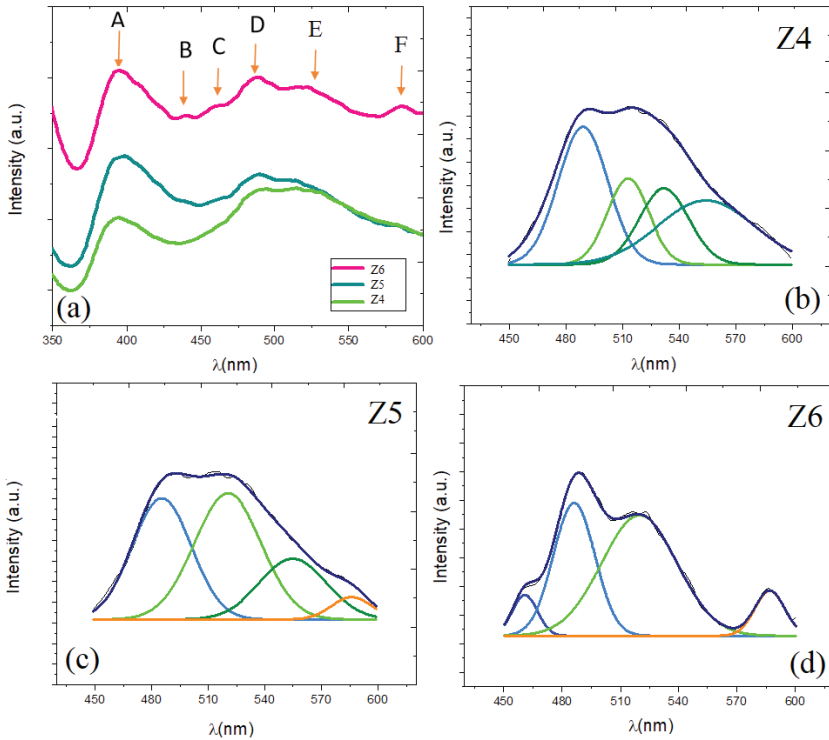 A
B
C
D
E
F
Intensity (a.u.)
Z6
Z5
Z4
(a)
350
400
450
500
550
600
λ(nm)
Z4
Intensity (a.u.)
(b)
450
480
510
540
570
600
λ(nm)
Z5
Intensity (a.u.)
(c)
450
480
510
540
570
600
λ(nm)
Z6
Intensity (a.u.)
(d)
450
480
510
540
570
600
λ(nm)